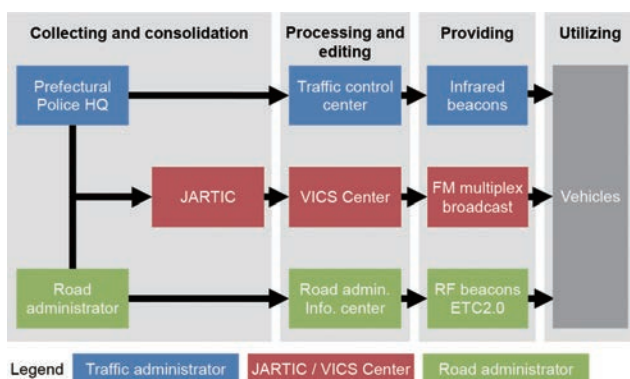 Collecting and consolidation
Processing and
editing
Providing
Utilizing
Prefectural
Police HQ
Traffic control
center
Infrared
beacons
JARTIC
VICS Center
FM multiplex
broadcast
Vehicles
Road
administrator
Road admin.
Info. center
RF beacons
ETC2.0
Legend
Traffic administrator
JARTIC / VICS Center
Road administrator